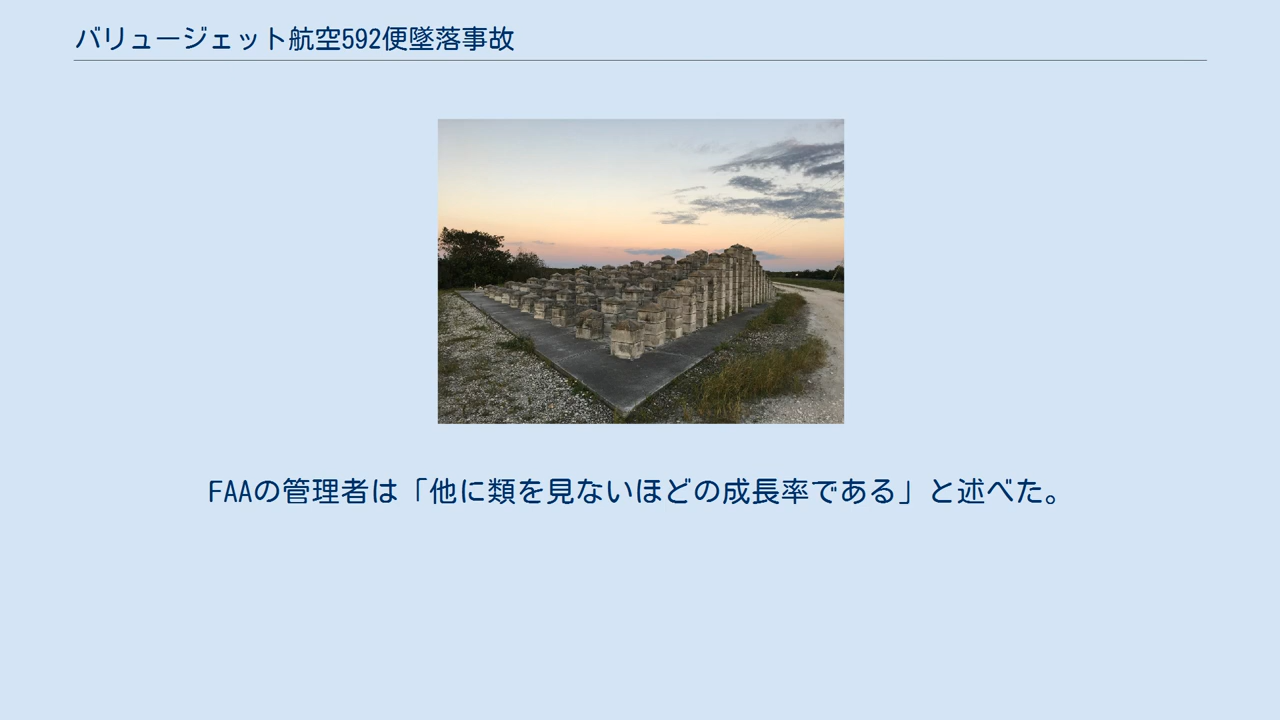 バリュージェット航空592便墜落事故
FAAの管理者は「他に類を見ないほどの成長率である」と述べた。